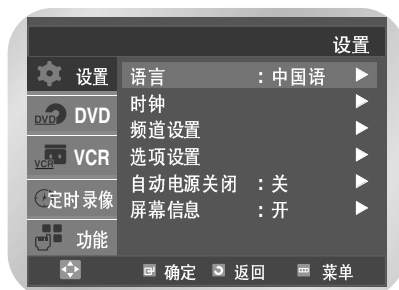 设置
设置
DVD
DVD
VCR
VCR
定时录像
功能
语言 : 中国语 ▶
时钟 ▶
频道设置 ▶
选项设置 ▶
自动电源关闭 : 关 ▶
屏幕信息 : 开 ▶
确定 返回 菜单